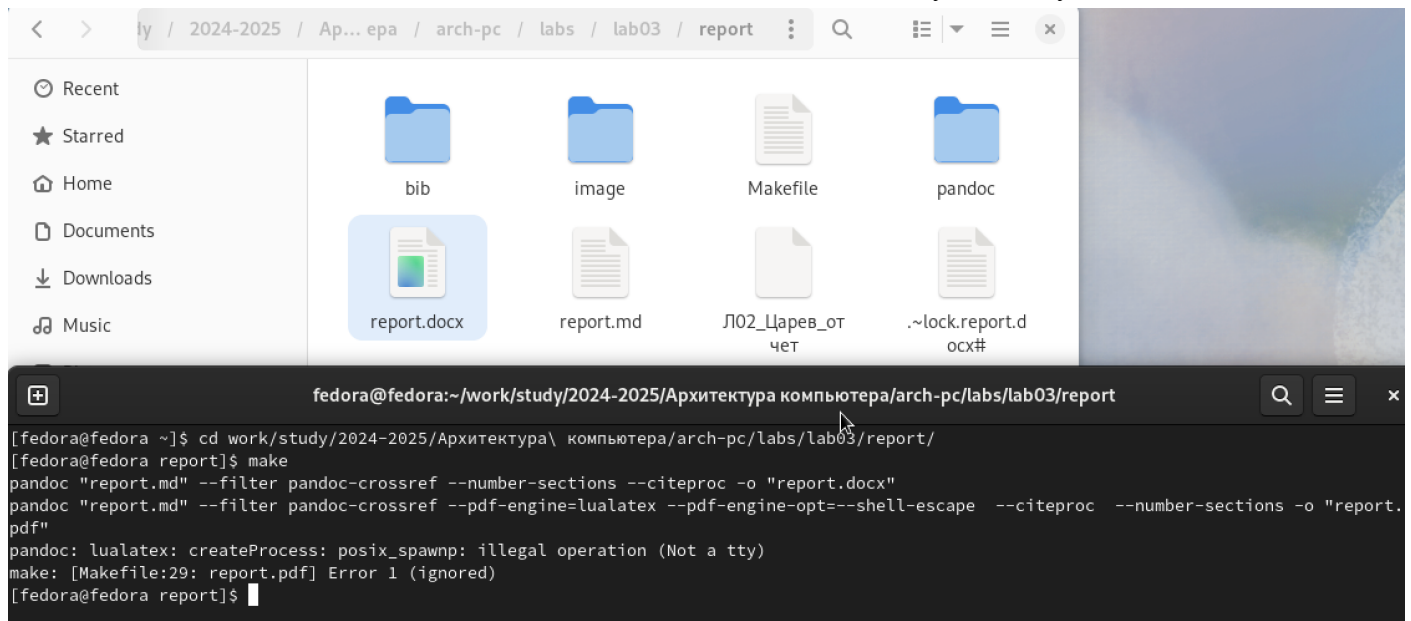 ly / 2024-2025 / Ap... ера / arch-pc / labs / lab03 / report
Recent
Starred
Home
Documents
Downloads
Music
bib
image
Makefile
pandoc
report.docx
report.md
Л02_Царев_от
чет
.~lock.report.d
ocx#
fedora@fedora:~/work/study/2024-2025/Архитектура компьютера/arch-pc/labs/lab03/report
[fedora@fedora ~]$ cd work/study/2024-2025/Архитектура\ компьютера/arch-pc/labs/lab03/report/
[fedora@fedora report]$ make
pandoc "report.md" --filter pandoc-crossref --number-sections --citeproc -o "report.docx"
pandoc "report.md" --filter pandoc-crossref --pdf-engine=lualatex --pdf-engine-opt=--shell-escape  --citeproc  --number-sections -o "report.
pdf"
pandoc: lualatex: createProcess: posix_spawnp: illegal operation (Not a tty)
make: [Makefile:29: report.pdf] Error 1 (ignored)
[fedora@fedora report]$